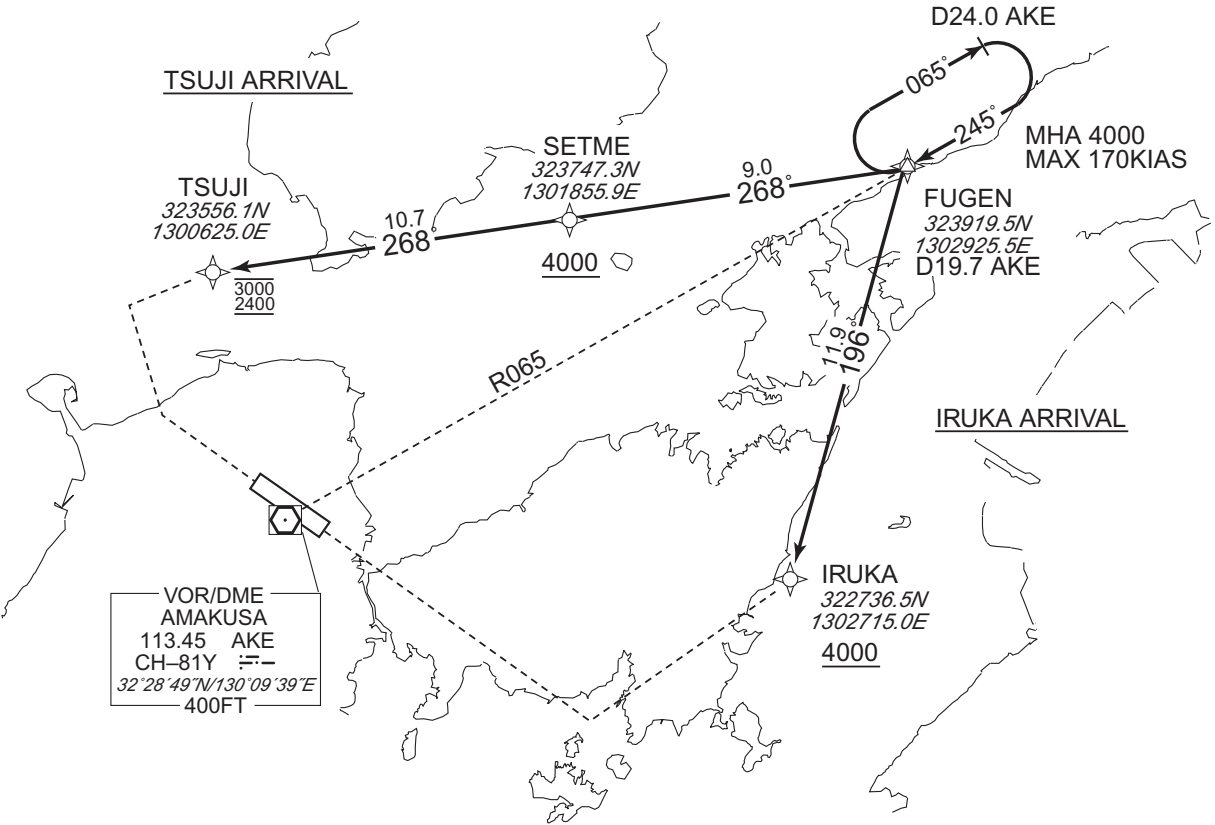 D24.0 AKE
TSUJI ARRIVAL
065°
245°
MHA 4000
MAX 170KIAS
SETME
323747.3N
1301855.9E
9.0
268°
TSUJI
323556.1N
1300625.0E
10.7
268°
FUGEN
323919.5N
1302925.5E
D19.7 AKE
4000
3000
2400
11.9
196°
R065
IRUKA ARRIVAL
IRUKA
322736.5N
1302715.0E
4000
VOR/DME
AMAKUSA
113.45 AKE
CH–81Y
32°28´49˝N/130°09´39˝E
400FT